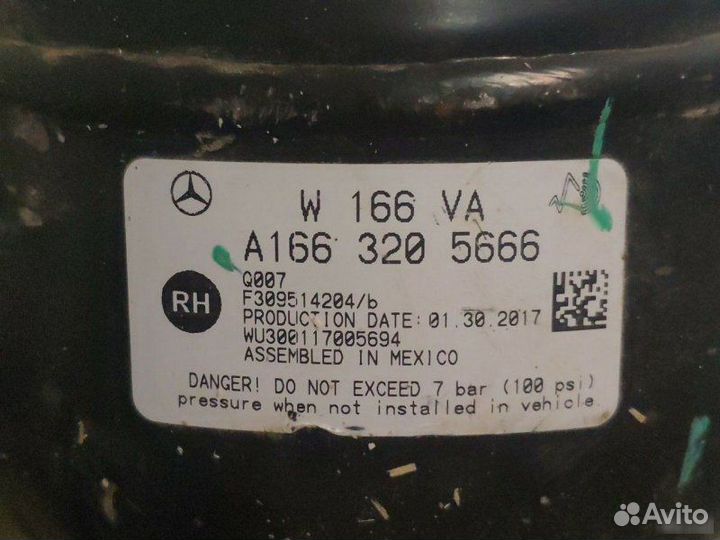 W 166 VA
A166 320 5666
Q007
RH
F309514204/b
PRODUCTION DATE: 01.30.2017
WU300117005694
ASSEMBLED IN MEXICO
DANGER! DO NOT EXCEED 7 bar (100 psi)
pressure when not installed in vehicle.
Avito